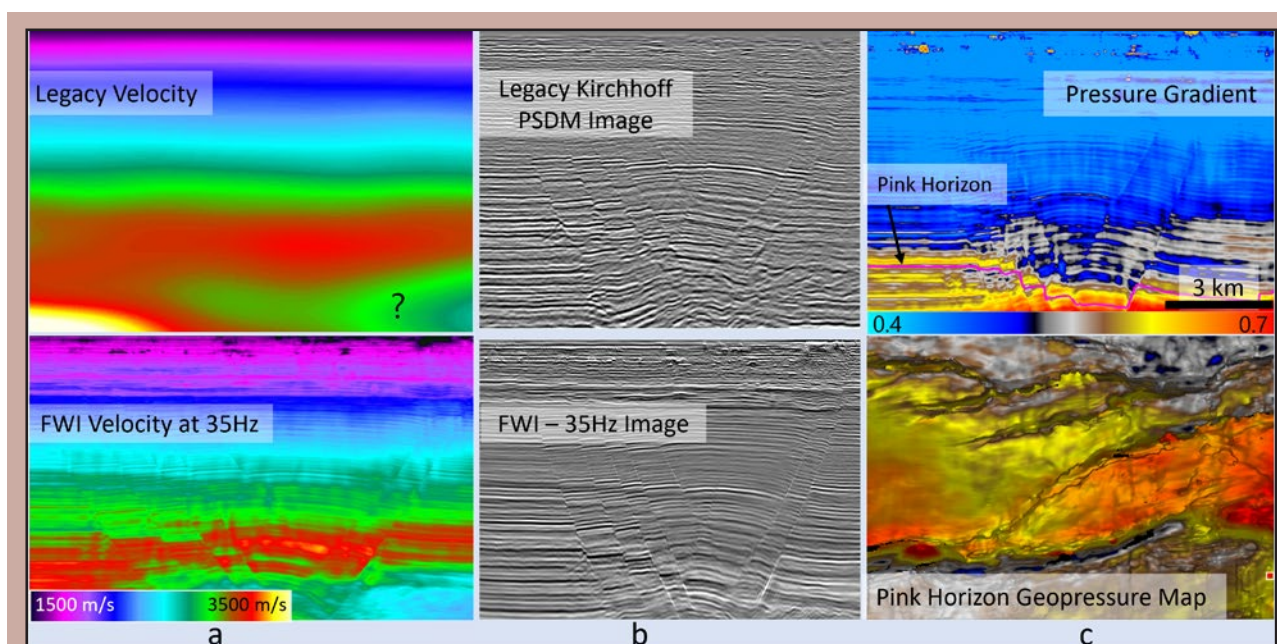 Legacy Velocity
?
FWI Velocity at 35Hz
1500 m/s
3500 m/s
a
Legacy Kirchhoff
PSDM Image
FWI – 35Hz Image
b
Pressure Gradient
Pink Horizon
3 km
0.4
0.7
Pink Horizon Geopressure Map
c